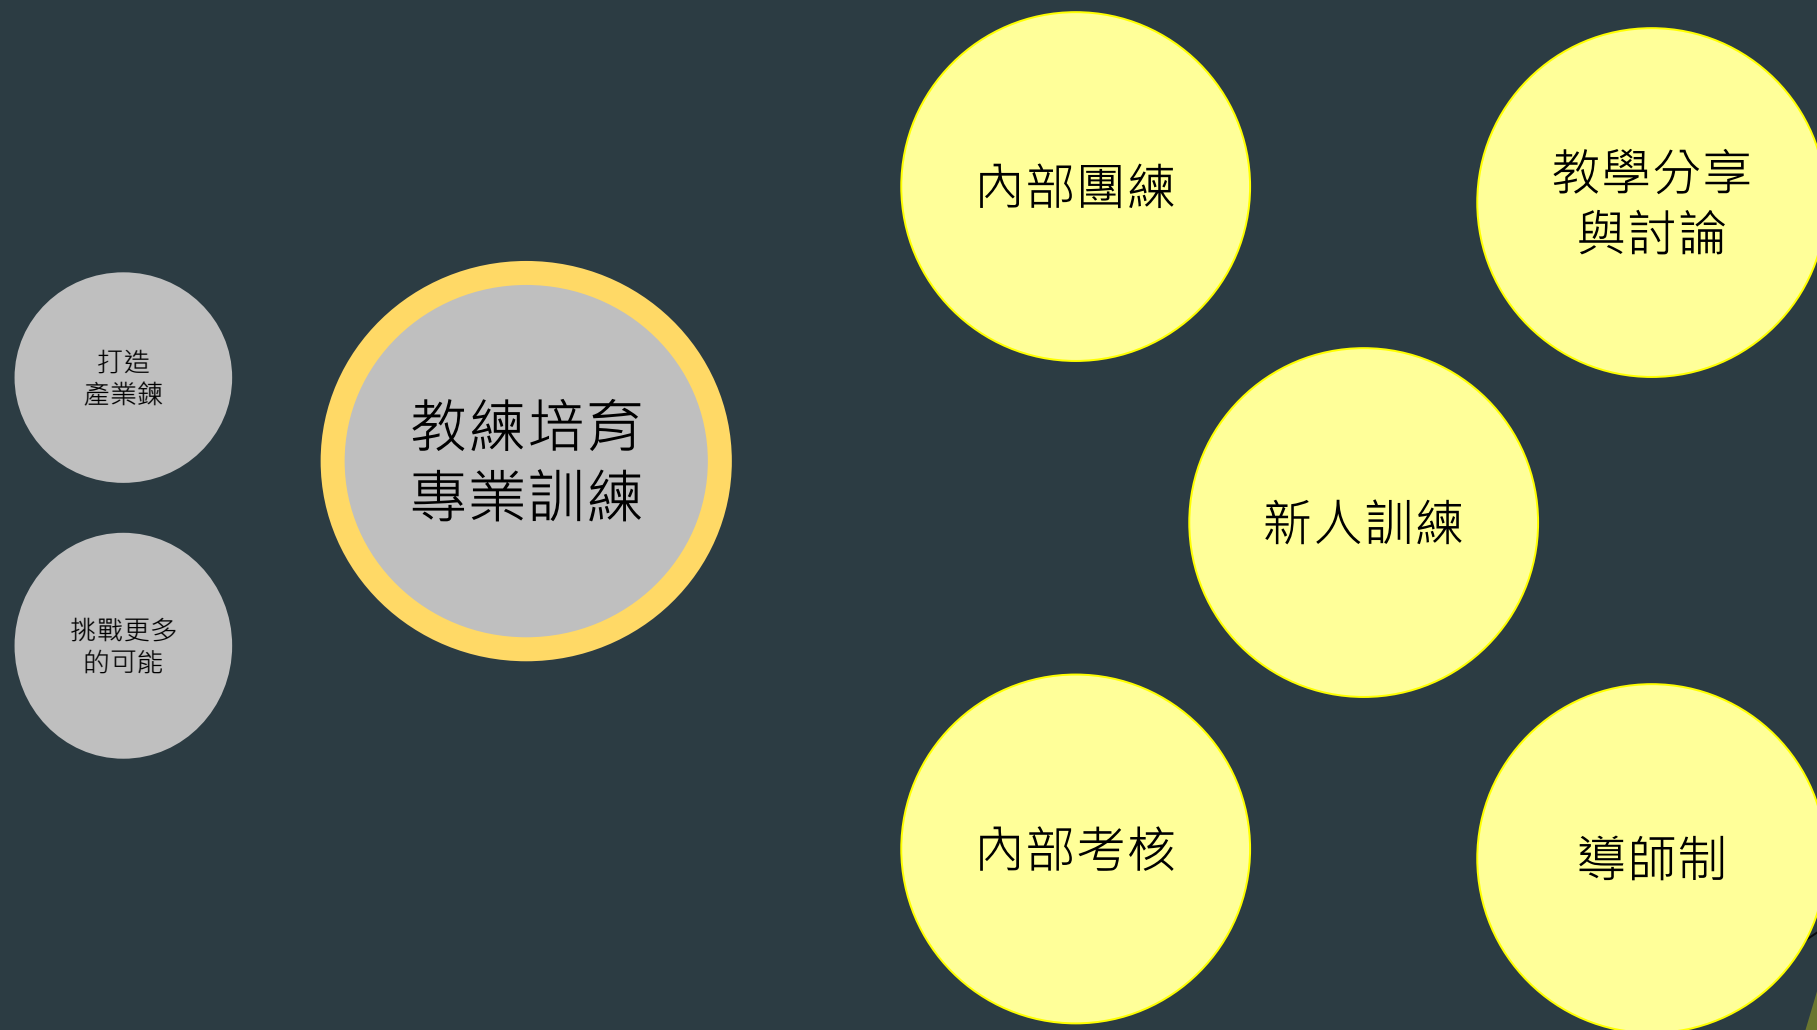 打造
產業鍊
挑戰更多
的可能
教練培育
專業訓練
內部團練
教學分享
與討論
新人訓練
內部考核
導師制